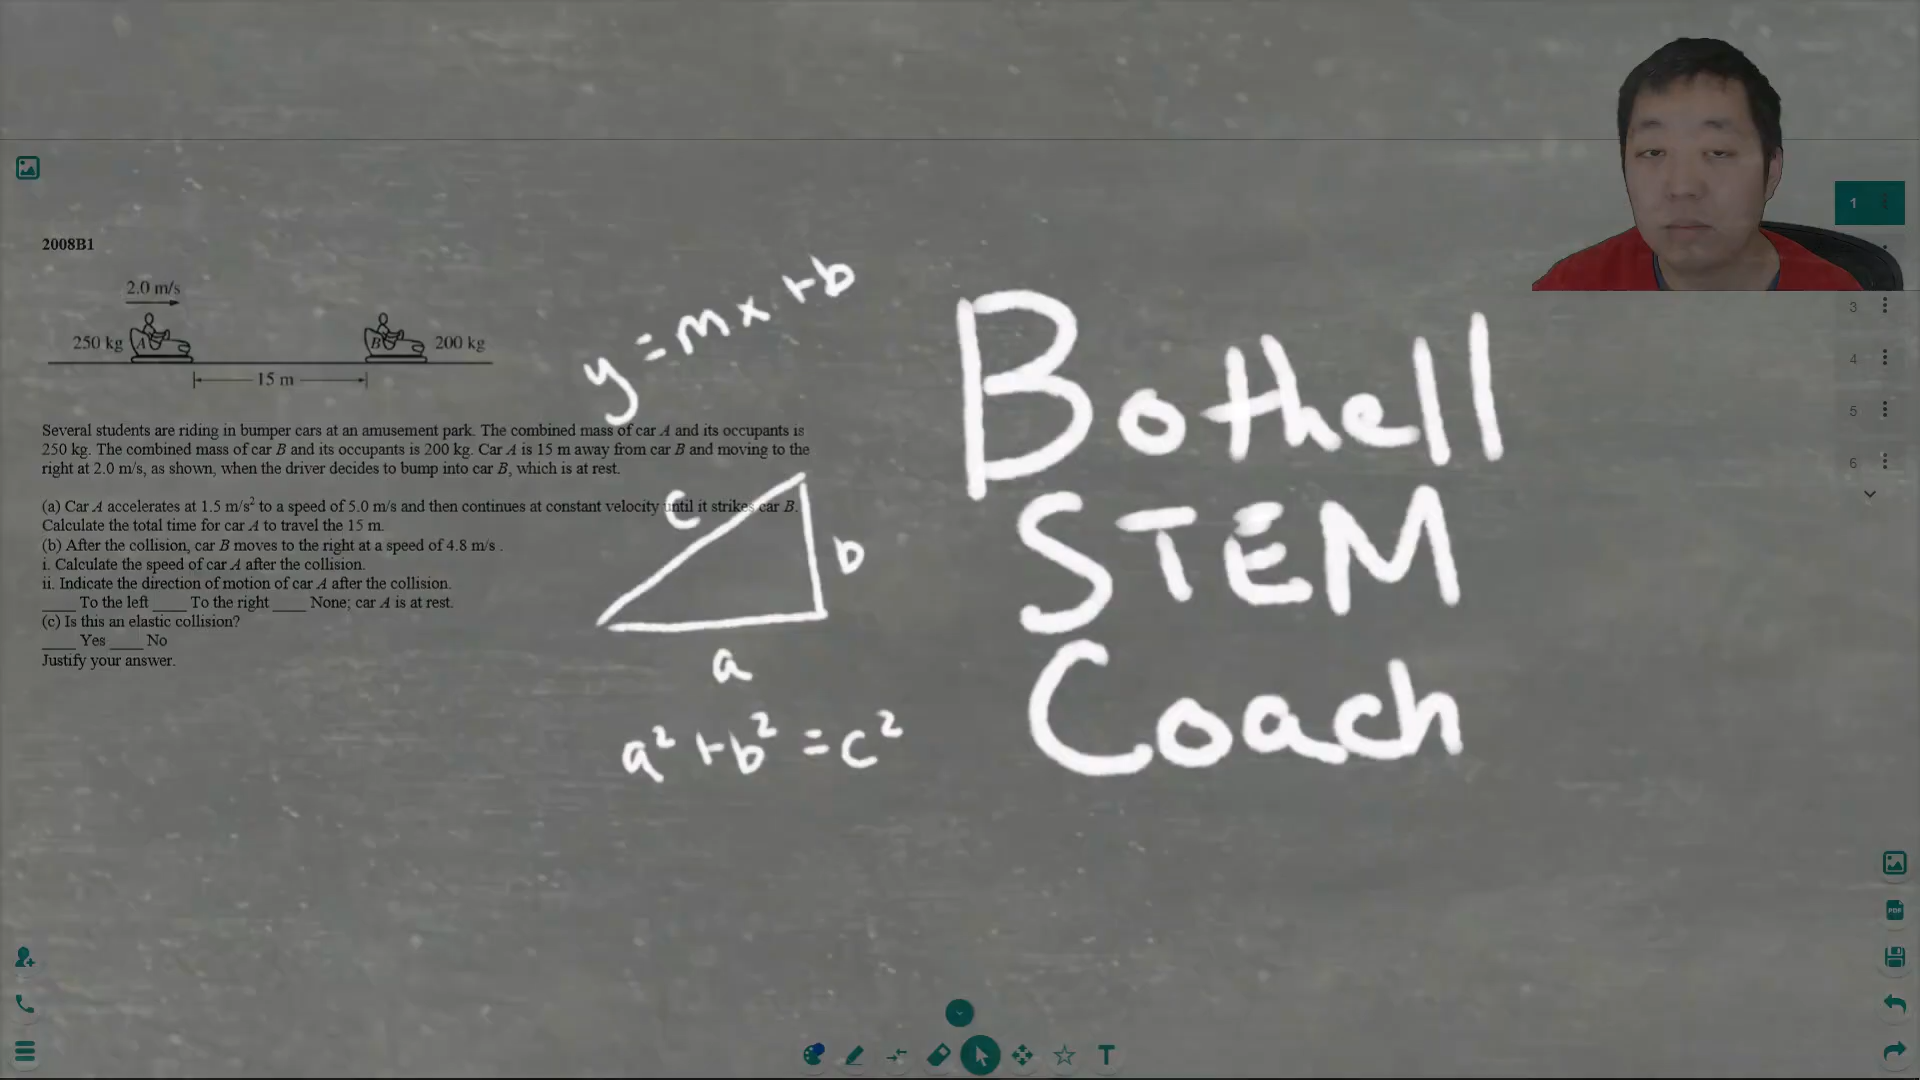 2008B1
2.0 m/s
250 kg A B 200 kg
15 m
Several students are riding in bumper cars at an amusement park. The combined mass of car A and its occupants is
250 kg. The combined mass of car B and its occupants is 200 kg. Car A is 15 m away from car B and moving to the
right at 2.0 m/s, as shown, when the driver decides to bump into car B, which is at rest.
(a) Car A accelerates at 1.5 m/s² to a speed of 5.0 m/s and then continues at constant velocity until it strikes car B.
Calculate the total time for car A to travel the 15 m.
(b) After the collision, car B moves to the right at a speed of 4.8 m/s .
i. Calculate the speed of car A after the collision.
ii. Indicate the direction of motion of car A after the collision.
____ To the left ____ To the right ____ None; car A is at rest.
(c) Is this an elastic collision?
____ Yes ____ No
Justify your answer.
y = mx + b
c
b
a
a² + b² = c²
Bothell
STEM
Coach
1
3
4
5
6
PDF
T